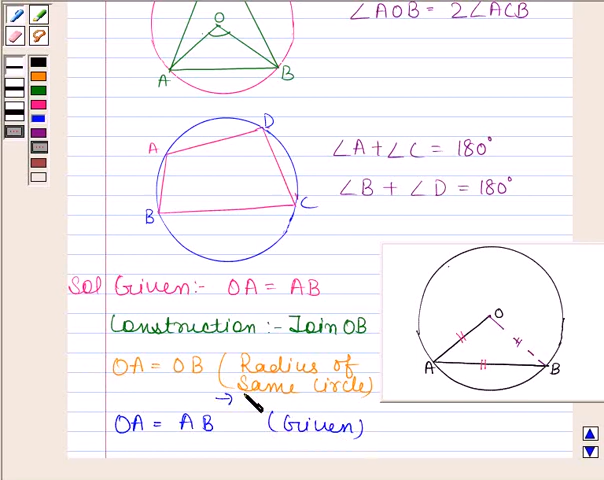 ∠AOB = 2∠ACB
O
A
B
D
A
∠A + ∠C = 180°
∠B + ∠D = 180°
B
C
Sol Given:- OA = AB
Construction :- Join OB
OA = OB (Radius of
Same circle)
→
OA = AB (Given)
O
A
B